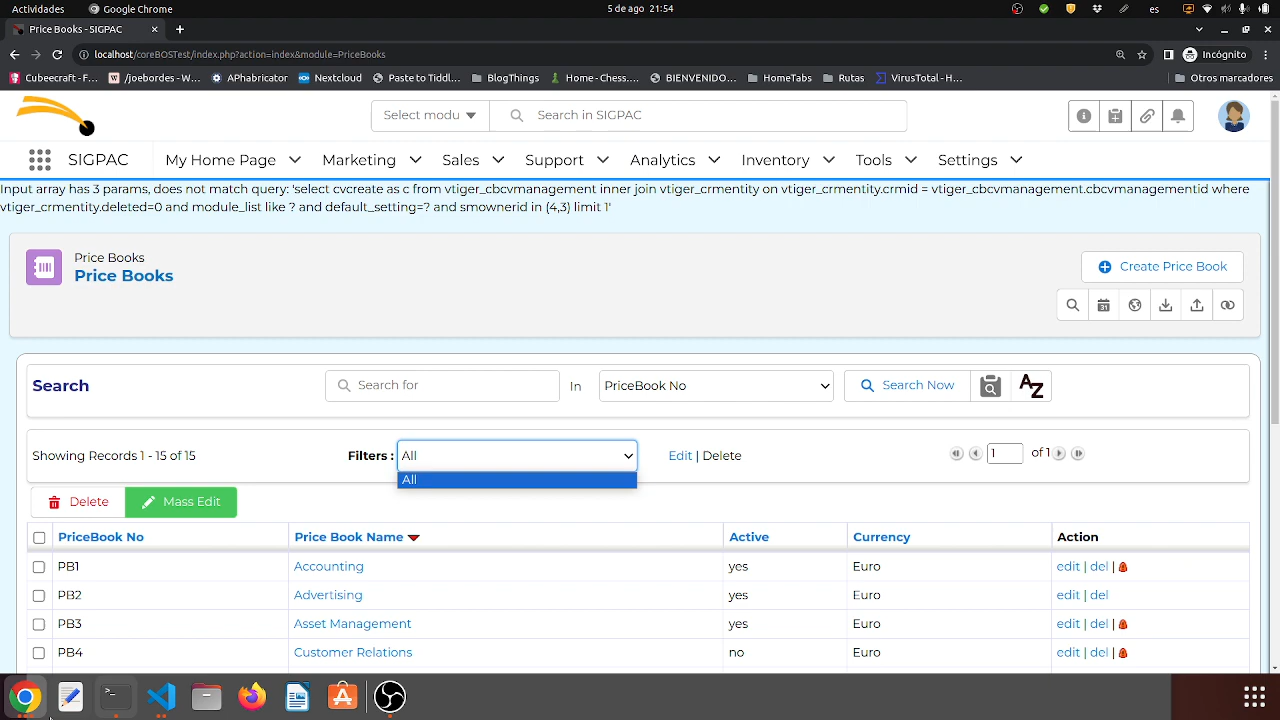 Actividades
Google Chrome
5 de ago 21:54
es
Price Books - SIGPAC
localhost/coreBOSTest/index.php?action=index&module=PriceBooks
Incógnito
Cubecraft - F...
/joebordes - W...
APhabricator
Nextcloud
Paste to Tiddl...
BlogThings
Home - Chess....
BIENVENIDO...
HomeTabs
Rutas
VirusTotal - H...
Otros marcadores
Select modu
Search in SIGPAC
SIGPAC
My Home Page
Marketing
Sales
Support
Analytics
Inventory
Tools
Settings
Input array has 3 params, does not match query: 'select cvcreate as c from vtiger_cbcvmanagement inner join vtiger_crmentity on vtiger_crmentity.crmid = vtiger_cbcvmanagement.cbcvmanagementid where
vtiger_crmentity.deleted=0 and module_list like ? and default_setting=? and smownerid in (4,3) limit 1'
Price Books
Price Books
Create Price Book
Search
Search for
In
PriceBook No
Search Now
AZ
Showing Records 1 - 15 of 15
Filters :
All
Edit | Delete
1
of 1
All
Delete
Mass Edit
PriceBook No
Price Book Name
Active
Currency
Action
PB1
Accounting
yes
Euro
edit | del |
PB2
Advertising
yes
Euro
edit | del
PB3
Asset Management
yes
Euro
edit | del |
PB4
Customer Relations
no
Euro
edit | del |